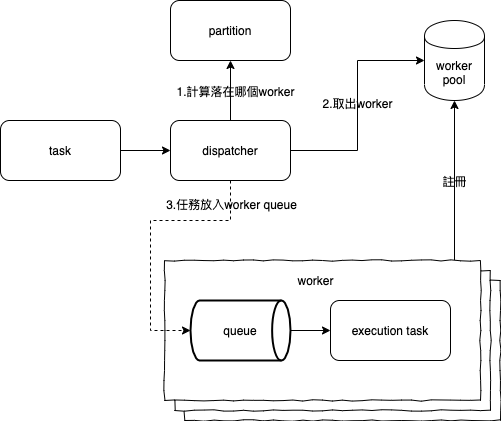 partition
worker
pool
1.計算落在哪個worker
2.取出worker
task
dispatcher
註冊
3.任務放入worker queue
worker
queue
execution task